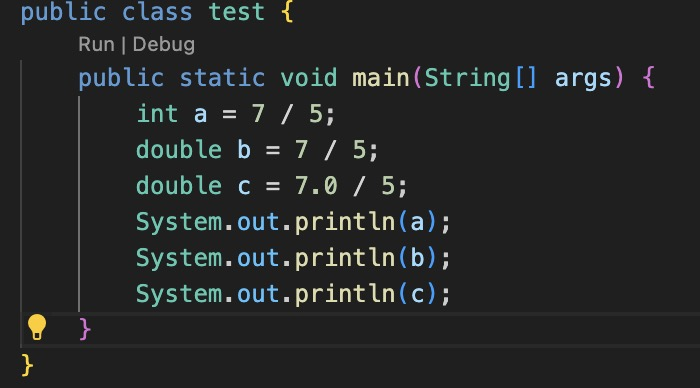 public class test {
Run | Debug
public static void main(String[] args) {
int a = 7 / 5;
double b = 7 / 5;
double c = 7.0 / 5;
System.out.println(a);
System.out.println(b);
System.out.println(c);
}
}